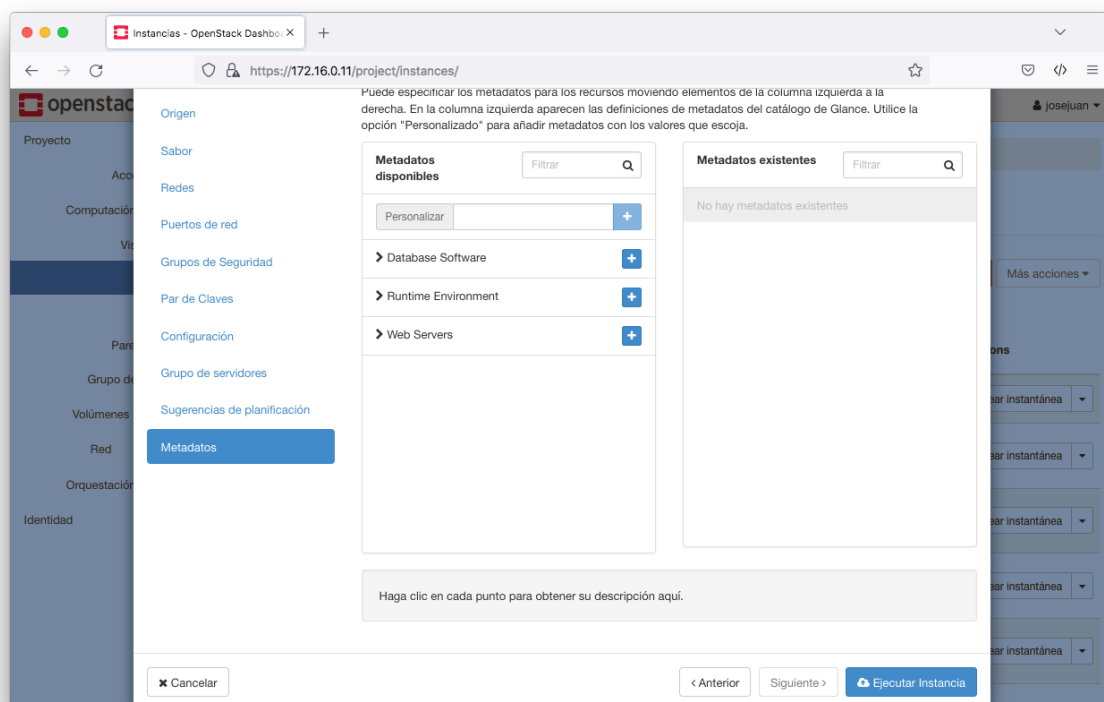 Instancias - OpenStack Dashboa
https://172.16.0.11/project/instances/
openstac
josejuan
Proyecto
Acc
Computación
Vis
Pare
Grupo de
Volúmenes
Red
Orquestación
Identidad
Origen
Sabor
Redes
Puertos de red
Grupos de Seguridad
Par de Claves
Configuración
Grupo de servidores
Sugerencias de planificación
Metadatos
Puede especificar los metadatos para los recursos moviendo elementos de la columna izquierda a la
derecha. En la columna izquierda aparecen las definiciones de metadatos del catálogo de Glance. Utilice la
opción "Personalizado" para añadir metadatos con los valores que escoja.
Metadatos
disponibles
Filtrar
Personalizar
Database Software
Runtime Environment
Web Servers
Metadatos existentes
Filtrar
No hay metadatos existentes
Haga clic en cada punto para obtener su descripción aquí.
Cancelar
Anterior
Siguiente
Ejecutar Instancia
Más acciones
ons
ear instantánea
ear instantánea
ear instantánea
ear instantánea
ear instantánea